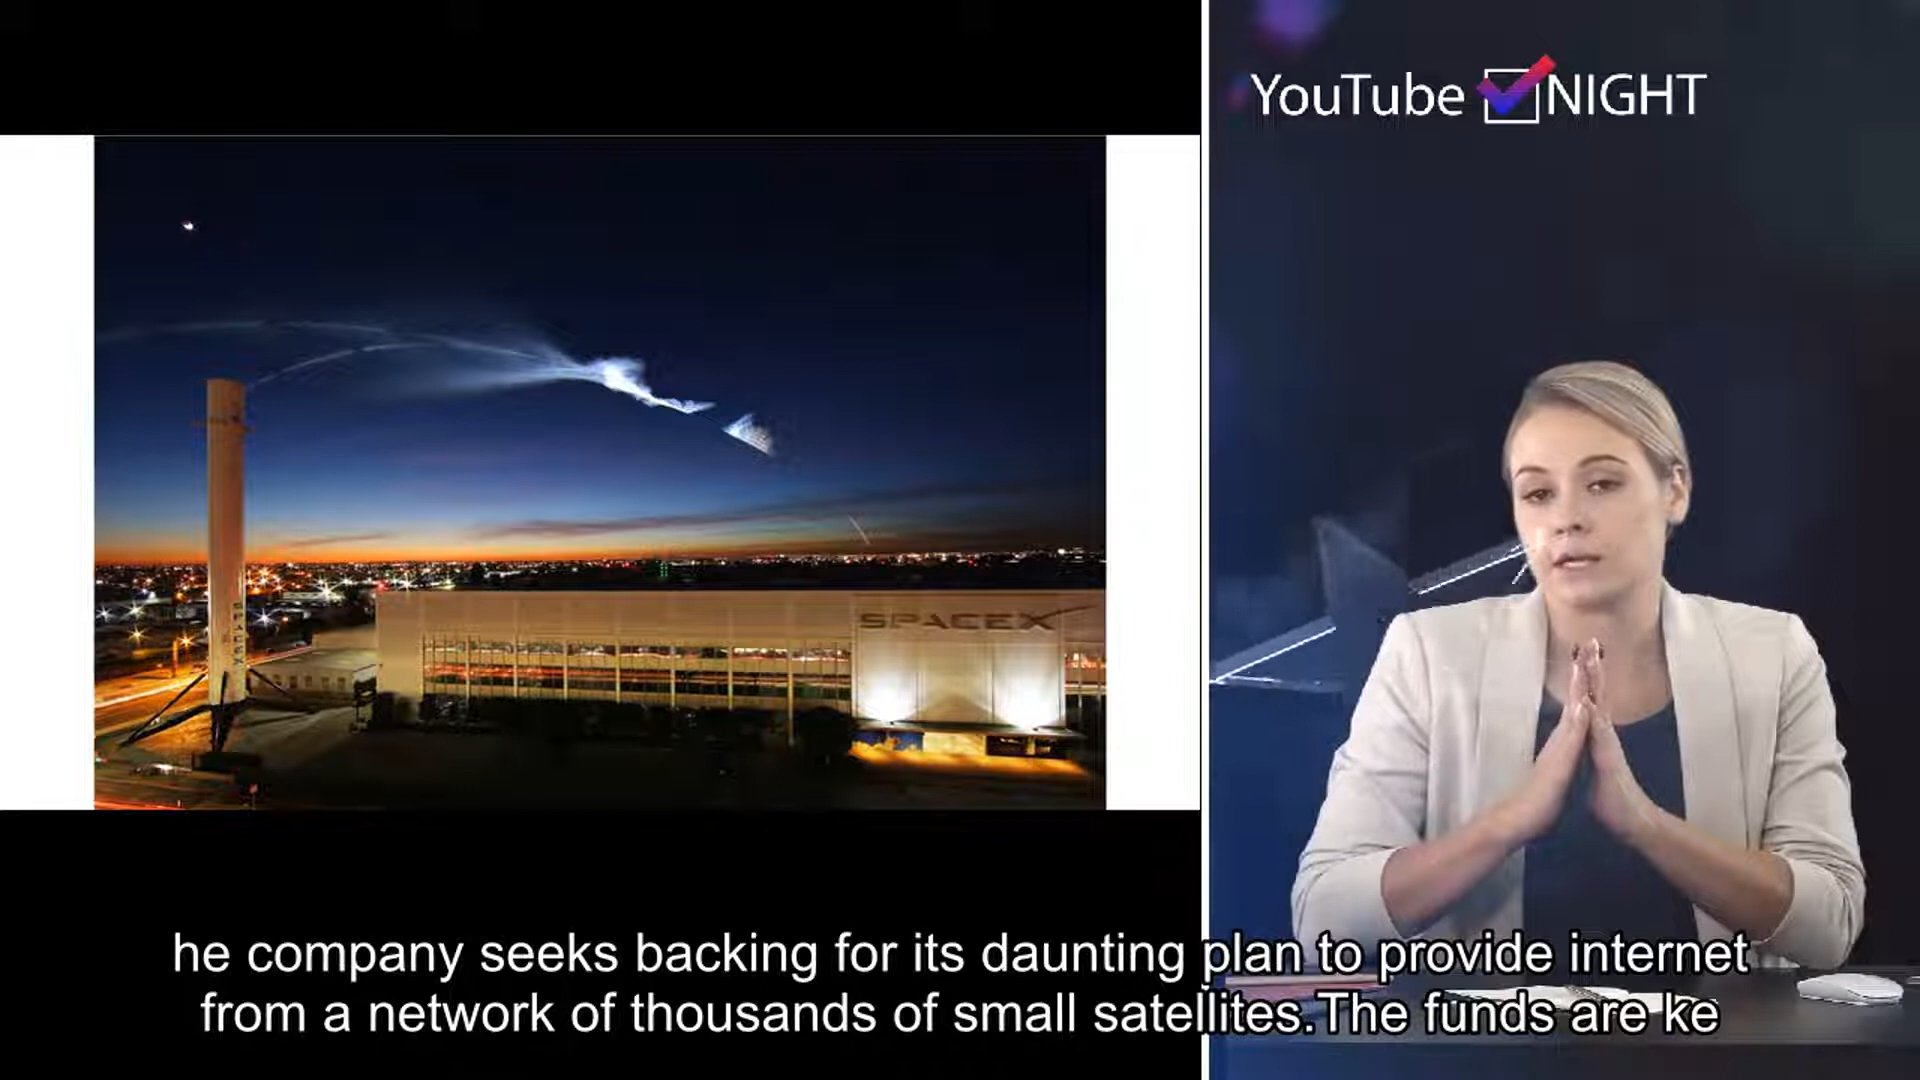 YouTube NIGHT
SPACEX
SPACEX
he company seeks backing for its daunting plan to provide internet
from a network of thousands of small satellites.The funds are ke